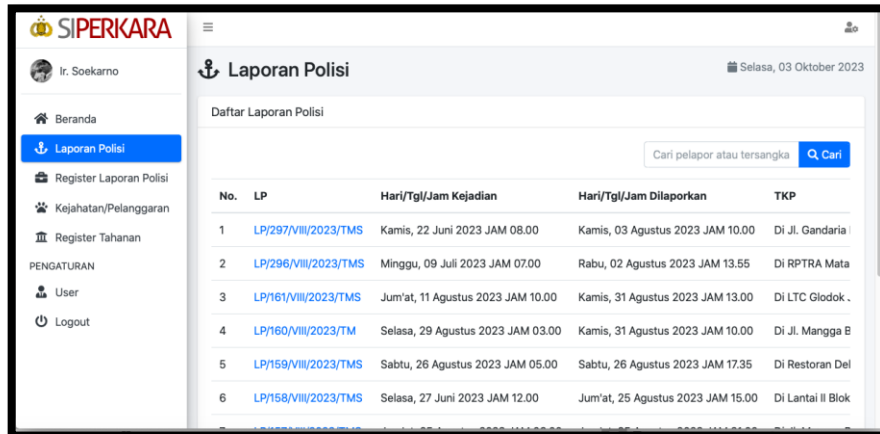 SIPERKARA
Ir. Soekarno
Laporan Polisi
Selasa, 03 Oktober 2023
Beranda
Laporan Polisi
Register Laporan Polisi
Kejahatan/Pelanggaran
Register Tahanan
PENGATURAN
User
Logout
Daftar Laporan Polisi
Cari pelapor atau tersangka Cari
No. LP Hari/Tgl/Jam Kejadian Hari/Tgl/Jam Dilaporkan TKP
1 LP/297/VIII/2023/TMS Kamis, 22 Juni 2023 JAM 08.00 Kamis, 03 Agustus 2023 JAM 10.00 Di Jl. Gandaria
2 LP/296/VIII/2023/TMS Minggu, 09 Juli 2023 JAM 07.00 Rabu, 02 Agustus 2023 JAM 13.55 Di RPTRA Mata
3 LP/161/VIII/2023/TMS Jum'at, 11 Agustus 2023 JAM 10.00 Kamis, 31 Agustus 2023 JAM 13.00 Di LTC Glodok
4 LP/160/VIII/2023/TM Selasa, 29 Agustus 2023 JAM 03.00 Kamis, 31 Agustus 2023 JAM 10.00 Di Jl. Mangga B
5 LP/159/VIII/2023/TMS Sabtu, 26 Agustus 2023 JAM 05.00 Sabtu, 26 Agustus 2023 JAM 17.35 Di Restoran Del
6 LP/158/VIII/2023/TMS Selasa, 27 Juni 2023 JAM 12.00 Jum'at, 25 Agustus 2023 JAM 15.00 Di Lantai II Blok